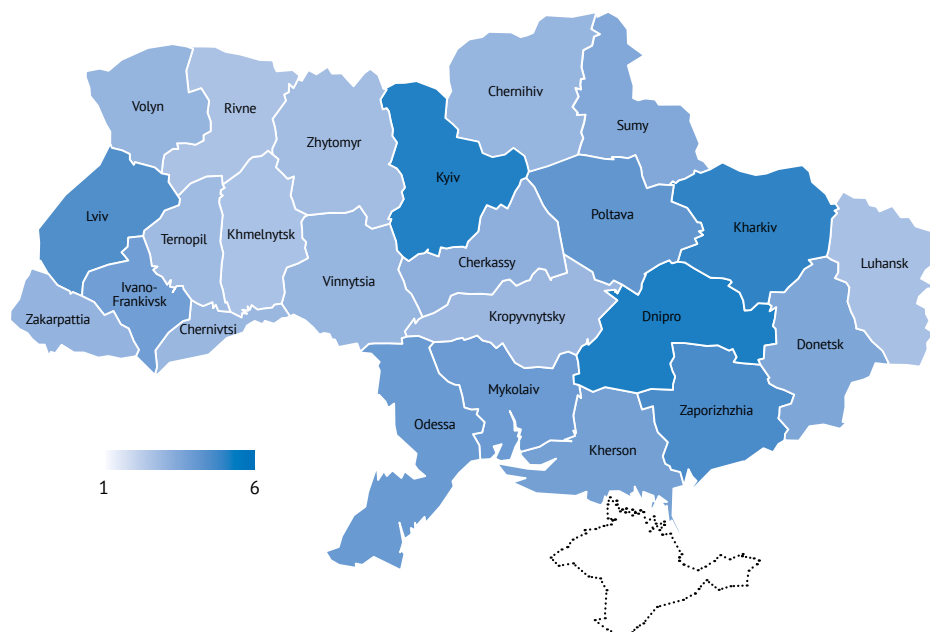 Chernihiv
Volyn
Rivne
Sumy
Zhytomyr
Kyiv
Lviv
Poltava
Kharkiv
Ternopil
Khmelnytsk
Cherkassy
Luhansk
Vinnytsia
Ivano-
Frankivsk
Zakarpattia
Chernivtsi
Kropyvnytsky
Dnipro
Donetsk
Mykolaiv
Zaporizhzhia
Odessa
Kherson
1
6